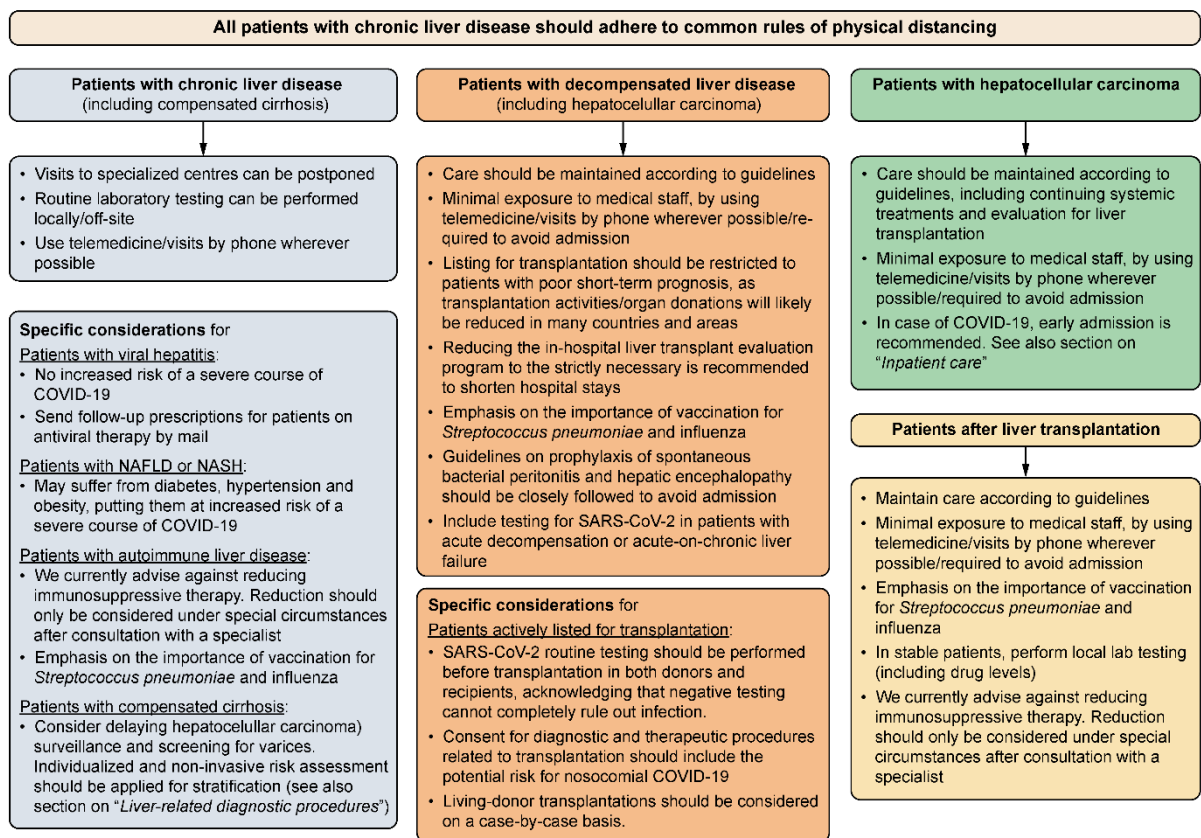 All patients with chronic liver disease should adhere to common rules of physical distancing
Patients with chronic liver disease
(including compensated cirrhosis)
• Visits to specialized centres can be postponed
• Routine laboratory testing can be performed
locally/off-site
• Use telemedicine/visits by phone wherever
possible
Specific considerations for
Patients with viral hepatitis:
• No increased risk of a severe course of
COVID-19
• Send follow-up prescriptions for patients on
antiviral therapy by mail
Patients with NAFLD or NASH:
• May suffer from diabetes, hypertension and
obesity, putting them at increased risk of a
severe course of COVID-19
Patients with autoimmune liver disease:
• We currently advise against reducing
immunosuppressive therapy. Reduction should
only be considered under special circumstances
after consultation with a specialist
• Emphasis on the importance of vaccination for
Streptococcus pneumoniae and influenza
Patients with compensated cirrhosis:
• Consider delaying hepatocelullar carcinoma)
surveillance and screening for varices.
Individualized and non-invasive risk assessment
should be applied for stratification (see also
section on “Liver-related diagnostic procedures”)
Patients with decompensated liver disease
(including hepatocelullar carcinoma)
• Care should be maintained according to guidelines
• Minimal exposure to medical staff, by using
telemedicine/visits by phone wherever possible/re-
quired to avoid admission
• Listing for transplantation should be restricted to
patients with poor short-term prognosis, as
transplantation activities/organ donations will likely
be reduced in many countries and areas
• Reducing the in-hospital liver transplant evaluation
program to the strictly necessary is recommended
to shorten hospital stays
• Emphasis on the importance of vaccination for
Streptococcus pneumoniae and influenza
• Guidelines on prophylaxis of spontaneous
bacterial peritonitis and hepatic encephalopathy
should be closely followed to avoid admission
• Include testing for SARS-CoV-2 in patients with
acute decompensation or acute-on-chronic liver
failure
Specific considerations for
Patients actively listed for transplantation:
• SARS-CoV-2 routine testing should be performed
before transplantation in both donors and
recipients, acknowledging that negative testing
cannot completely rule out infection.
• Consent for diagnostic and therapeutic procedures
related to transplantation should include the
potential risk for nosocomial COVID-19
• Living-donor transplantations should be considered
on a case-by-case basis.
Patients with hepatocellular carcinoma
• Care should be maintained according to
guidelines, including continuing systemic
treatments and evaluation for liver
transplantation
• Minimal exposure to medical staff, by using
telemedicine/visits by phone wherever
possible/required to avoid admission
• In case of COVID-19, early admission is
recommended. See also section on
“Inpatient care”
Patients after liver transplantation
• Maintain care according to guidelines
• Minimal exposure to medical staff, by using
telemedicine/visits by phone wherever
possible/required to avoid admission
• Emphasis on the importance of vaccination
for Streptococcus pneumoniae and
influenza
• In stable patients, perform local lab testing
(including drug levels)
• We currently advise against reducing
immunosuppressive therapy. Reduction
should only be considered under special
circumstances after consultation with a
specialist